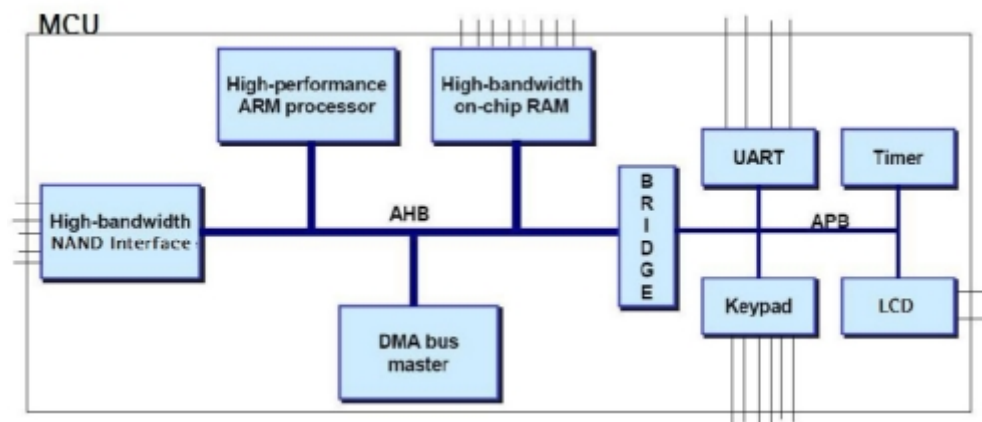 MCU
High-performance
ARM processor
High-bandwidth
on-chip RAM
UART
Timer
High-bandwidth
NAND Interface
AHB
BRIDGE
APB
DMA bus
master
Keypad
LCD